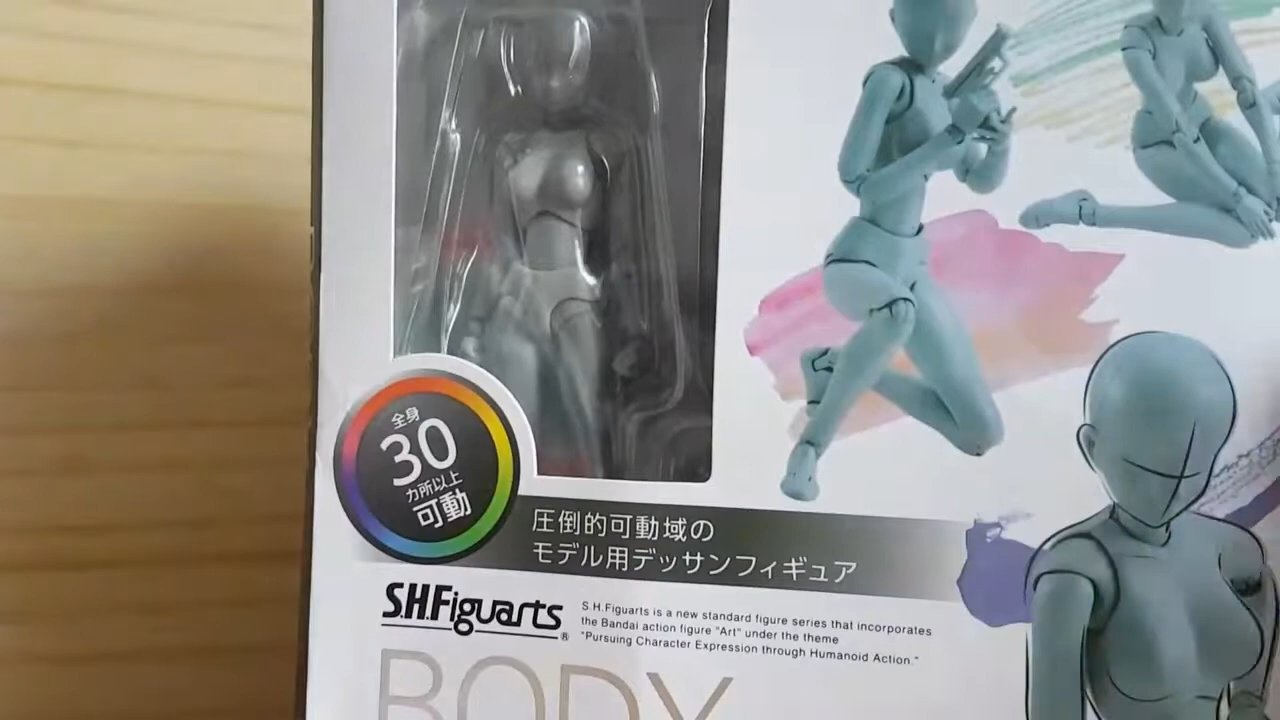 全身
30
カ所以上
可動
圧倒的可動域の
モデル用デッサンフィギュア
S.H.Figuarts®
S.H.Figuarts is a new standard figure series that incorporates
the Bandai action figure "Art" under the theme
"Pursuing Character Expression through Humanoid Action."
BODY